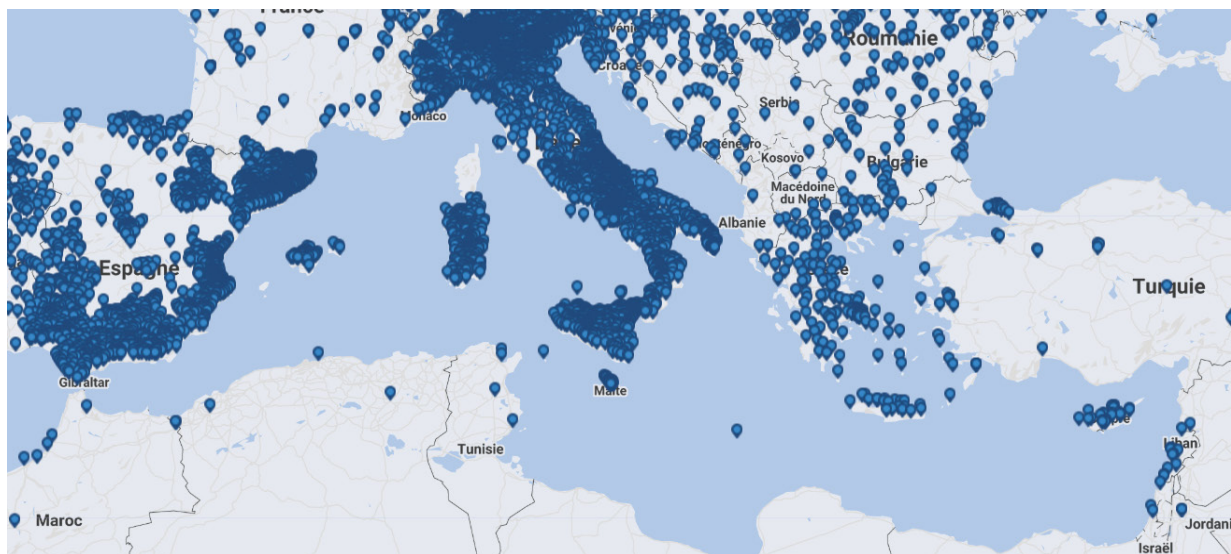 France
Roumanie
Croatie
Serbie
Monaco
Monténégro
Kosovo
Bulgarie
Macédoine
du Nord
Albanie
Espagne
Turquie
Gibraltar
Malte
Tunisie
Liban
Maroc
Jordanie
Israël